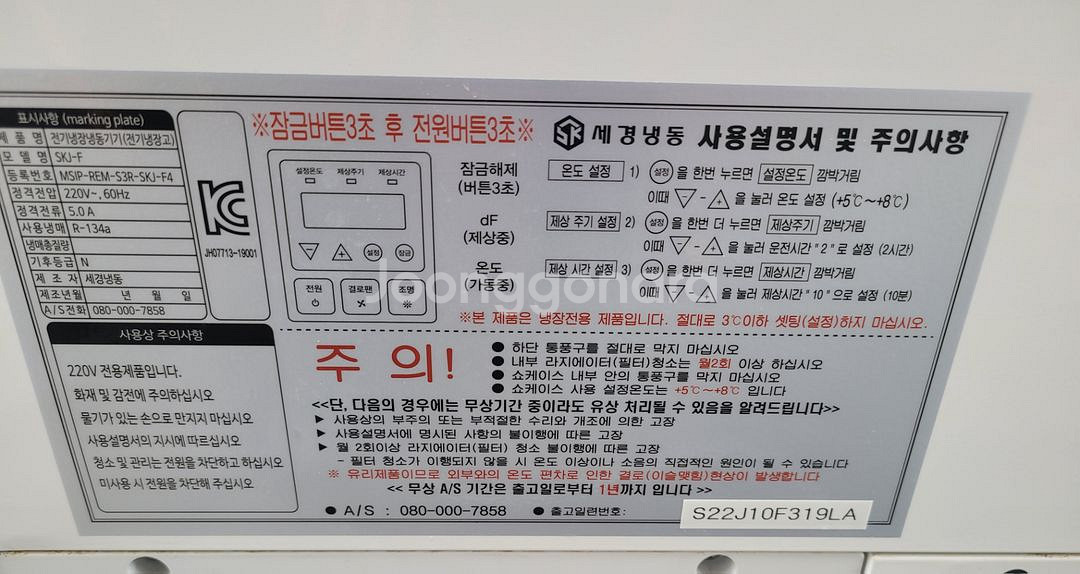 표시사항 (marking plate)
제 품 명 전기냉장냉동기기(전기냉장고)
모 델 명 SKJ-F
등록번호 MSIP-REM-S3R-SKJ-F4
정격전압 220V~, 60Hz
정격전류 5.0 A
사용냉매 R-134a
냉매총질량
기후등급 N
제 조 자 세경냉동
제조년월 년 월 일
A/S전화 080-000-7858
JH07713-19001
사용상 주의사항
220V 전용제품입니다.
화재 및 감전에 주의하십시오
물기가 있는 손으로 만지지 마십시오
사용설명서의 지시에 따르십시오
청소 및 관리는 전원을 차단하고 하십시오
미사용 시 전원을 차단해 주십시오
※잠금버튼3초 후 전원버튼3초※
SK 세경냉동 사용설명서 및 주의사항
설정온도 제상주기 제상시간
▽ △ 설정 잠금
전원 결로팬 조명
잠금해제
(버튼3초)
dF
(제상중)
온도
(가동중)
온도 설정 1) 설정 을 한번 누르면 설정온도 깜박거림
이때 ▽ - △ 을 눌러 온도 설정 (+5℃~+8℃)
제상 주기 설정 2) 설정 을 한번 더 누르면 제상주기 깜박거림
이때 ▽ - △ 을 눌러 운전시간 "2" 로 설정 (2시간)
제상 시간 설정 3) 설정 을 한번 더 누르면 제상시간 깜박거림
이때 ▽ - △ 을 눌러 제상시간 "10" 으로 설정 (10분)
※본 제품은 냉장전용 제품입니다. 절대로 3℃이하 셋팅(설정)하지 마십시오.
주 의!
● 하단 통풍구를 절대로 막지 마십시오
● 내부 라지에이터(필터)청소는 월2회 이상 하십시오
● 쇼케이스 내부 안의 통풍구를 막지 마십시오
● 쇼케이스 사용 설정온도는 +5℃~+8℃ 입니다
<<단, 다음의 경우에는 무상기간 중이라도 유상 처리될 수 있음을 알려드립니다>>
▶ 사용상의 부주의 또는 부적절한 수리와 개조에 의한 고장
▶ 사용설명서에 명시된 사항의 불이행에 따른 고장
▶ 월 2회이상 라지에이터(필터) 청소 불이행에 따른 고장
- 필터 청소가 이행되지 않을 시 온도 이상이나 소음의 직접적인 원인이 될 수 있습니다
※ 유리제품이므로 외부와의 온도 편차로 인한 결로(이슬맺힘)현상이 발생합니다
<< 무상 A/S 기간은 출고일로부터 1년까지 입니다 >>
● A/S : 080-000-7858 ● 출고일련번호:
S22J10F319LA
Joonggonara